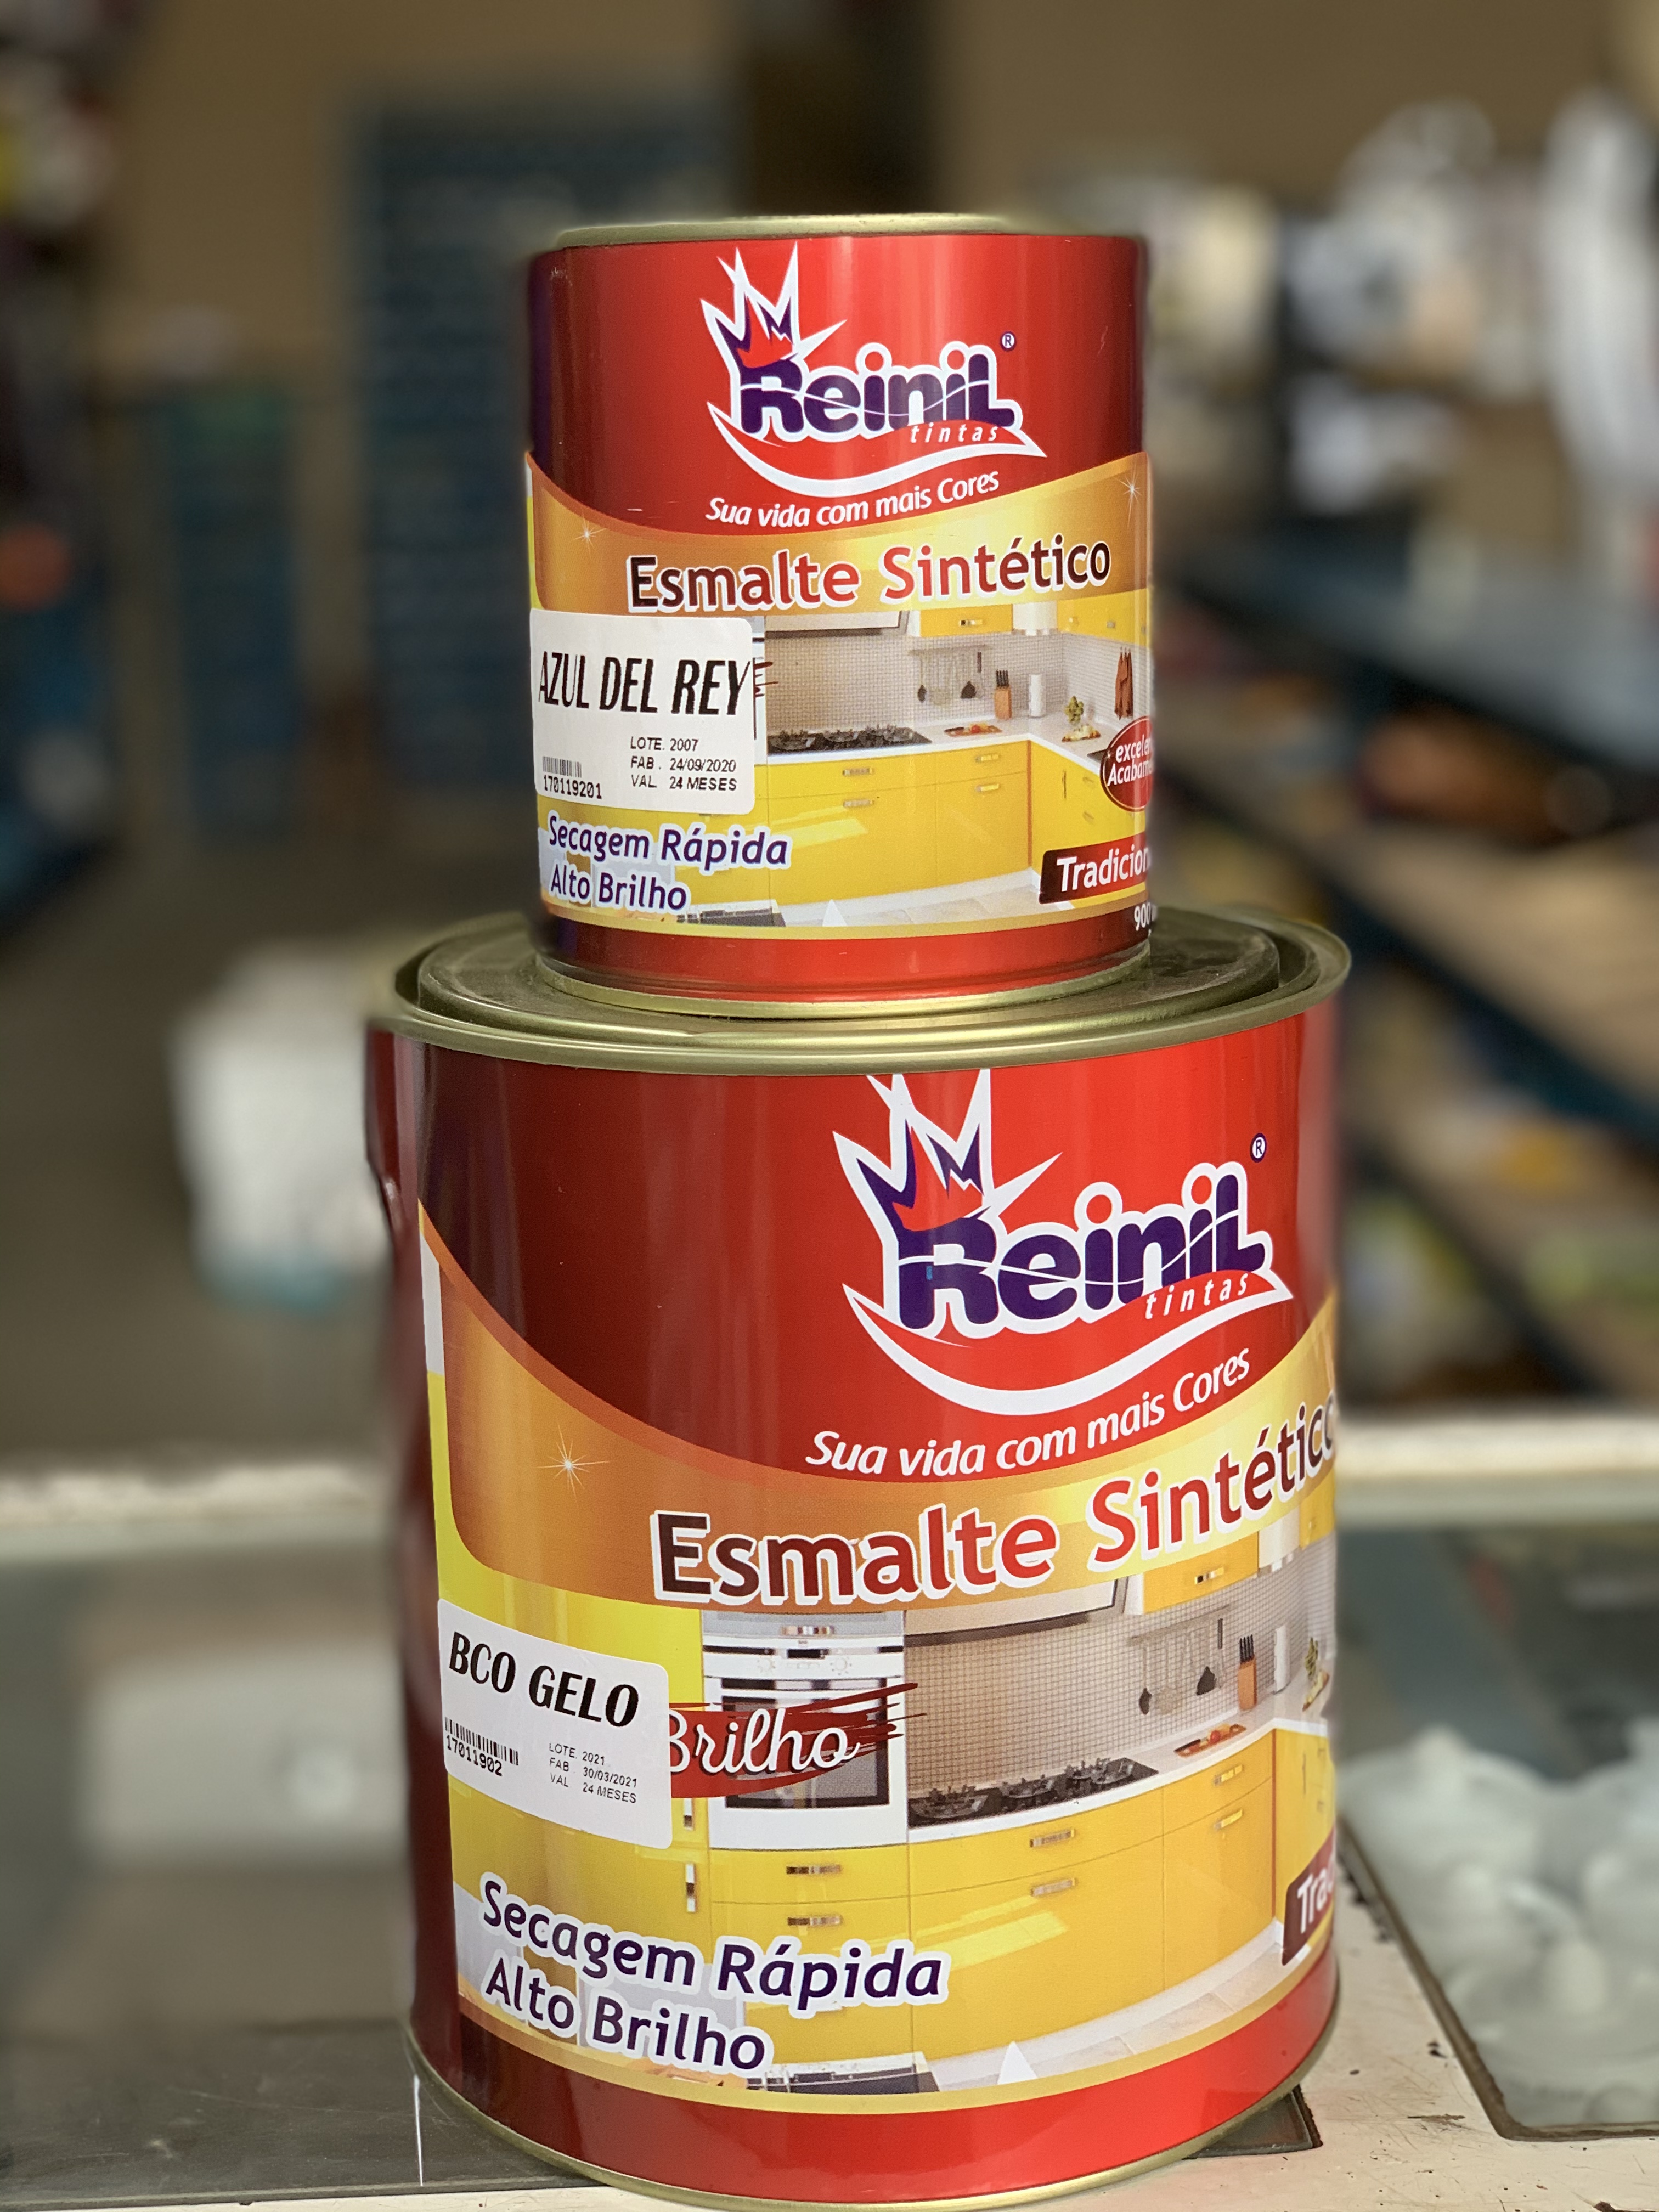 Reinil®
tintas
Sua vida com mais Cores
Esmalte Sintético
AZUL DEL REY
LOTE. 2007
FAB. 24/09/2020
VAL. 24 MESES
170119201
Secagem Rápida
Alto Brilho
Reinil®
tintas
Sua vida com mais Cores
Esmalte Sintético
BCO GELO
Brilho
17011902
LOTE. 2021
FAB 30/03/2021
VAL 24 MESES
Secagem Rápida
Alto Brilho